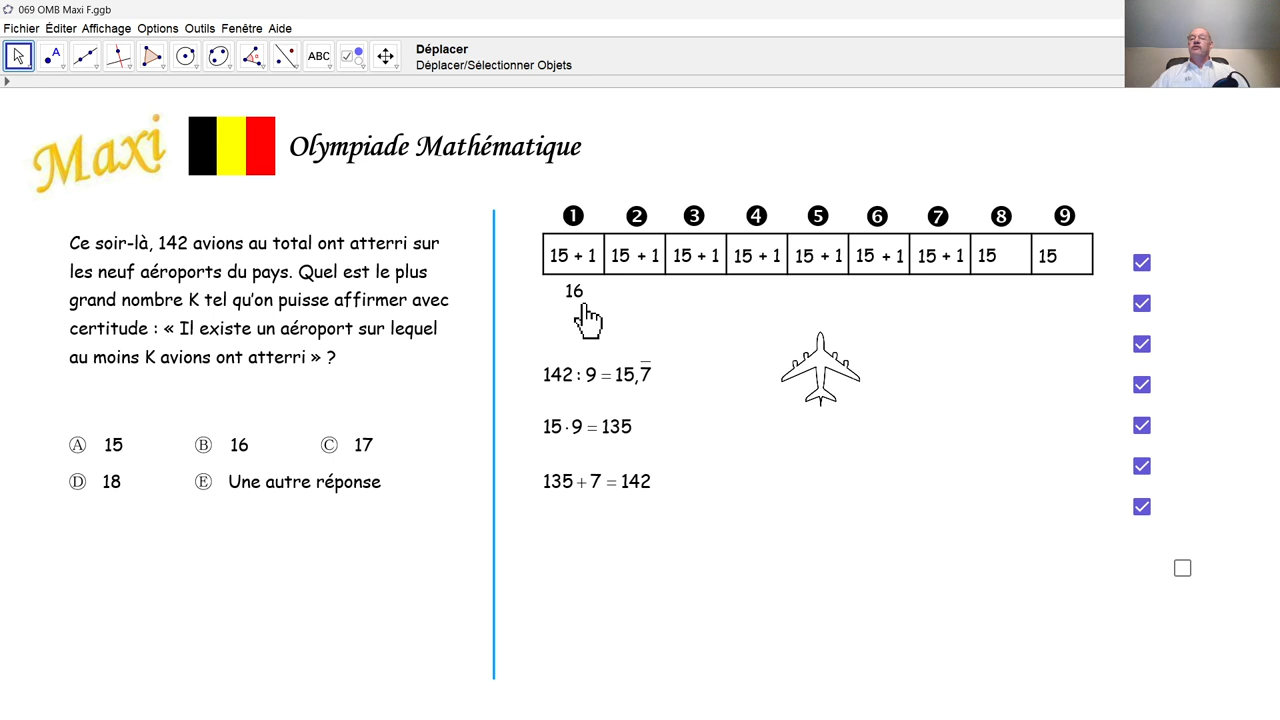 069 OMB Maxi F.ggb
Fichier Éditer Affichage Options Outils Fenêtre Aide
A
ABC
Déplacer
Déplacer/Sélectionner Objets
Maxi
Olympiade Mathématique
Ce soir-là, 142 avions au total ont atterri sur
les neuf aéroports du pays. Quel est le plus
grand nombre K tel qu'on puisse affirmer avec
certitude : « Il existe un aéroport sur lequel
au moins K avions ont atterri » ?
Ⓐ 15 Ⓑ 16 Ⓒ 17
Ⓓ 18 Ⓔ Une autre réponse
❶ ❷ ❸ ❹ ❺ ❻ ❼ ❽ ❾
15 + 1 15 + 1 15 + 1 15 + 1 15 + 1 15 + 1 15 + 1 15 15
16
142 : 9 = 15,7̅
15 · 9 = 135
135 + 7 = 142